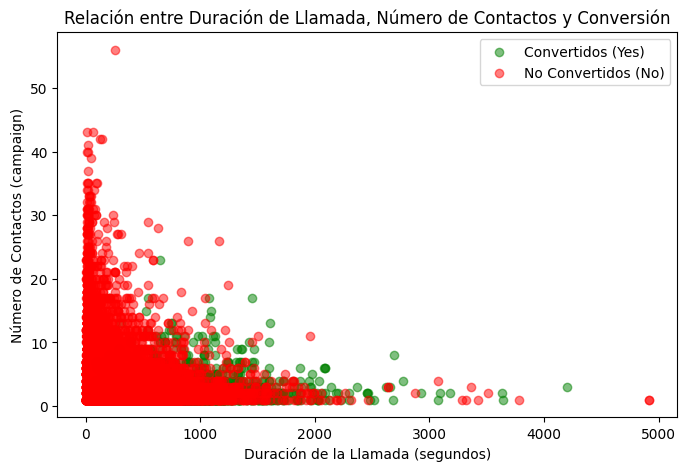 Relación entre Duración de Llamada, Número de Contactos y Conversión
Convertidos (Yes)
No Convertidos (No)
Número de Contactos (campaign)
50
40
30
20
10
0
0 1000 2000 3000 4000 5000
Duración de la Llamada (segundos)